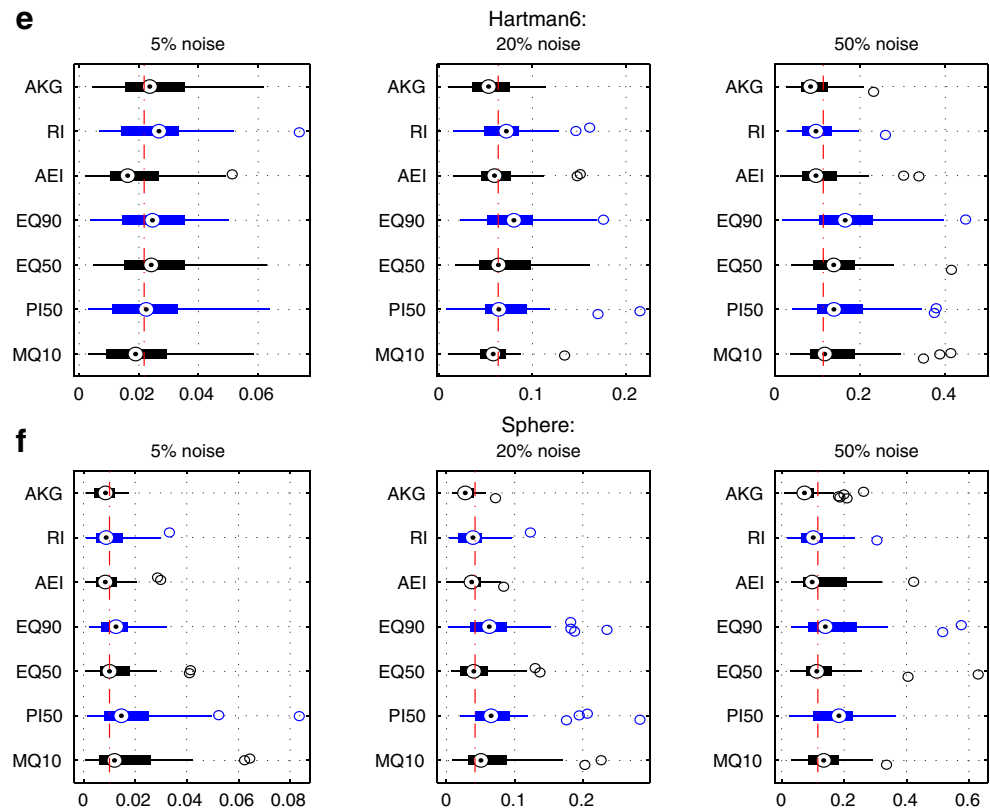 e
Hartman6:
5% noise
20% noise
50% noise
AKG
RI
AEI
EQ90
EQ50
PI50
MQ10
0 0.02 0.04 0.06
AKG
RI
AEI
EQ90
EQ50
PI50
MQ10
0 0.1 0.2
AKG
RI
AEI
EQ90
EQ50
PI50
MQ10
0 0.2 0.4
f
Sphere:
5% noise
20% noise
50% noise
AKG
RI
AEI
EQ90
EQ50
PI50
MQ10
0 0.02 0.04 0.06 0.08
AKG
RI
AEI
EQ90
EQ50
PI50
MQ10
0 0.1 0.2
AKG
RI
AEI
EQ90
EQ50
PI50
MQ10
0 0.2 0.4 0.6